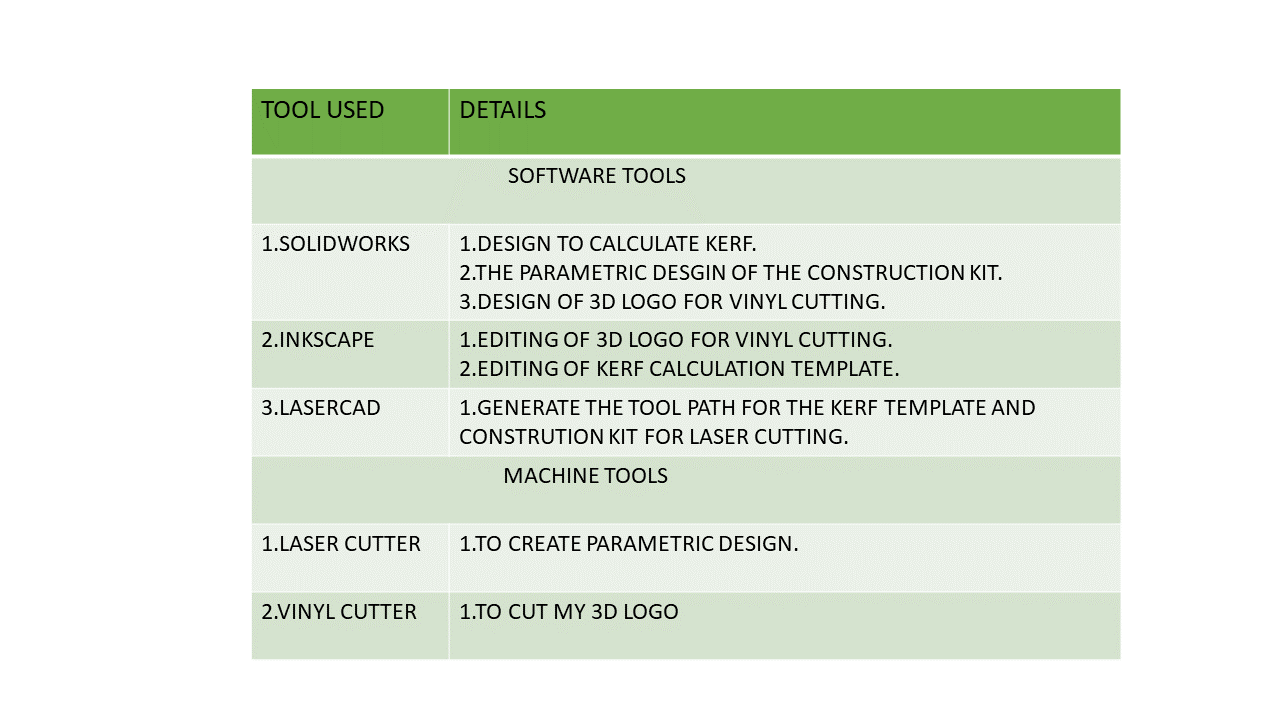 TOOL USED DETAILS
SOFTWARE TOOLS
1.SOLIDWORKS 1.DESIGN TO CALCULATE KERF.
2.THE PARAMETRIC DESGIN OF THE CONSTRUCTION KIT.
3.DESIGN OF 3D LOGO FOR VINYL CUTTING.
2.INKSCAPE 1.EDITING OF 3D LOGO FOR VINYL CUTTING.
2.EDITING OF KERF CALCULATION TEMPLATE.
3.LASERCAD 1.GENERATE THE TOOL PATH FOR THE KERF TEMPLATE AND
CONSTRUTION KIT FOR LASER CUTTING.
MACHINE TOOLS
1.LASER CUTTER 1.TO CREATE PARAMETRIC DESIGN.
2.VINYL CUTTER 1.TO CUT MY 3D LOGO